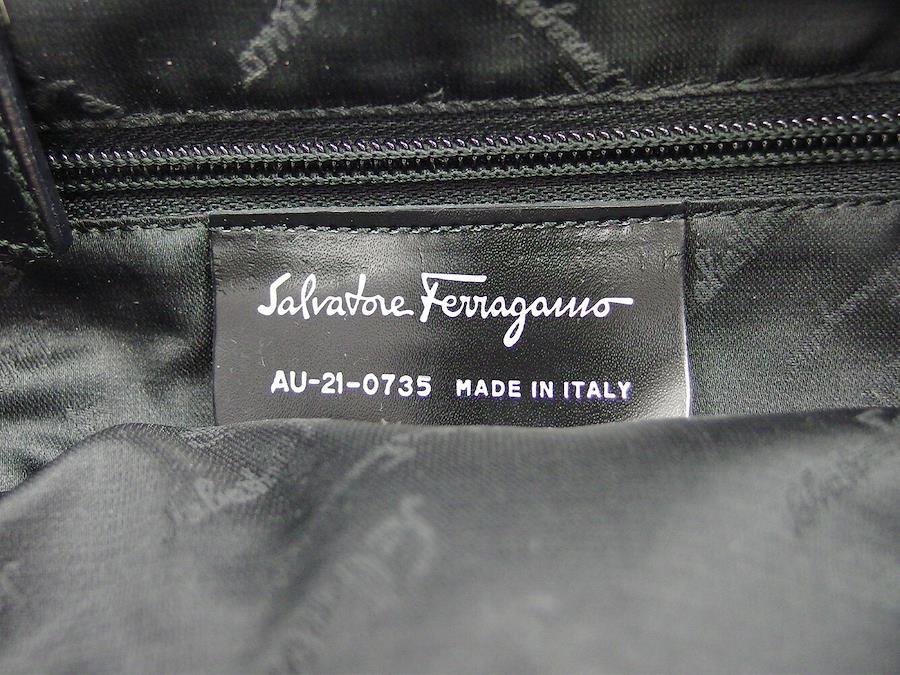 Salvatore Ferragamo
AU-21-0735 MADE IN ITALY